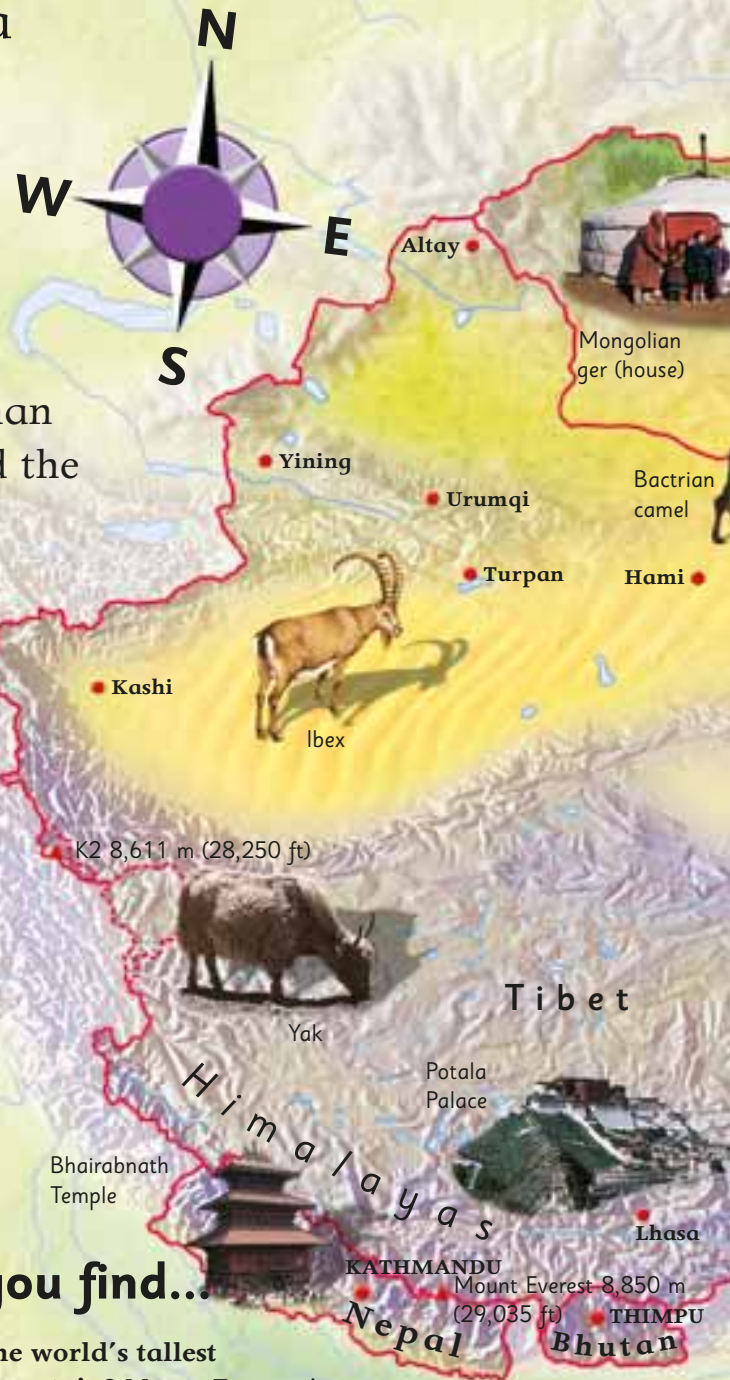 a
N
W
E
S
Altay
Mongolian
ger (house)
nan
d the
Yining
Bactrian
camel
Urumqi
Turpan
Hami
Kashi
Ibex
K2 8,611 m (28,250 ft)
Tibet
Yak
Potala
Palace
Himalayas
Bhairabnath
Temple
Lhasa
KATHMANDU
you find...
Mount Everest 8,850 m
(29,035 ft)
THIMPU
Nepal
Bhutan
he world's tallest